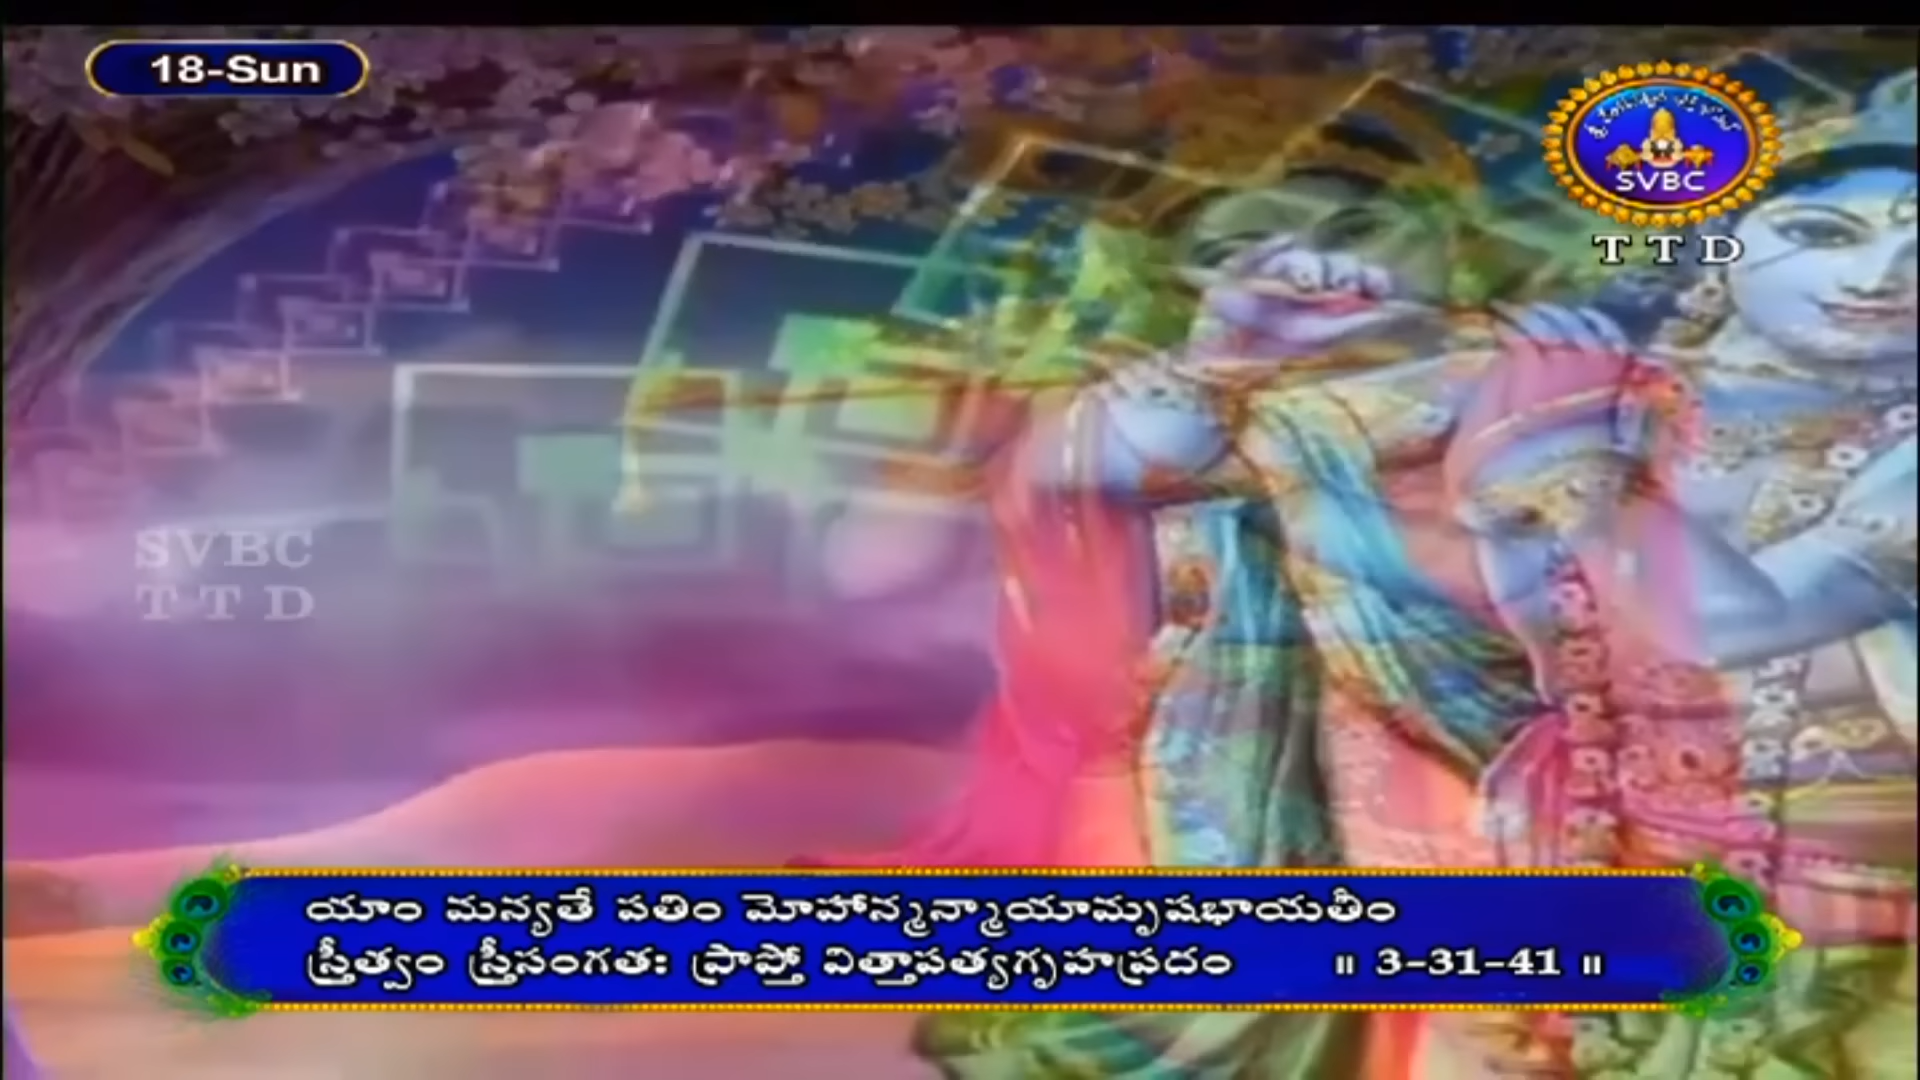 18-Sun
SVBC
T T D
SVBC
T T D
యాం మన్యతే పతిం మోహాన్మన్మాయామృషభాయతీం
స్త్రీత్వం స్త్రీసంగతః ప్రాప్తో విత్తాపత్యగృహప్రదం ॥ 3-31-41 ॥